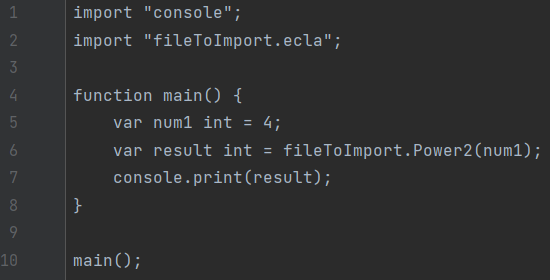 1 import "console";
2 import "fileToImport.ecla";
3
4 function main() {
5     var num1 int = 4;
6     var result int = fileToImport.Power2(num1);
7     console.print(result);
8 }
9
10 main();